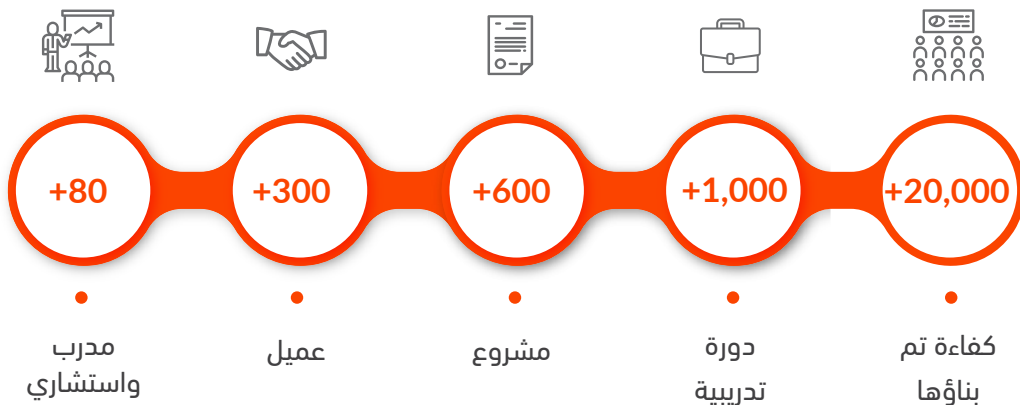 +20,000
كفاءة تم
بناؤها
+1,000
دورة
تدريبية
+600
مشروع
+300
عميل
+80
مدرب
واستشاري